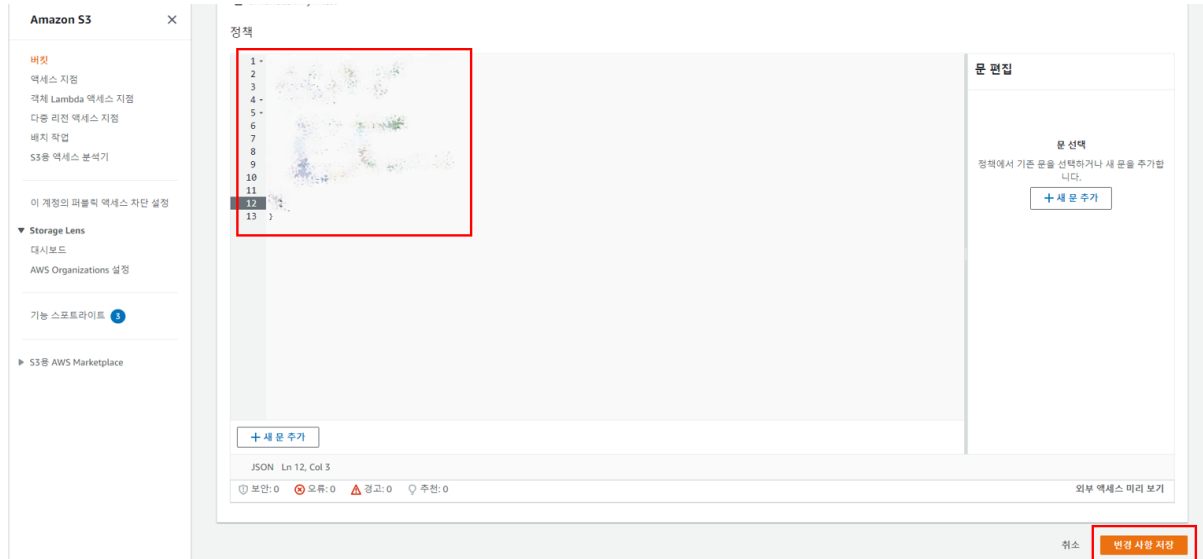 Amazon S3
버킷
액세스 지점
객체 Lambda 액세스 지점
다중 리전 액세스 지점
배치 작업
S3용 액세스 분석기
이 계정의 퍼블릭 액세스 차단 설정
Storage Lens
대시보드
AWS Organizations 설정
기능 스포트라이트 3
S3용 AWS Marketplace
정책
1
2
3
4
5
6
7
8
9
10
11
12
13 }
+ 새 문 추가
JSON Ln 12, Col 3
보안: 0 오류: 0 경고: 0 추천: 0
외부 액세스 미리 보기
문 편집
문 선택
정책에서 기존 문을 선택하거나 새 문을 추가합
니다.
+ 새 문 추가
취소
변경 사항 저장